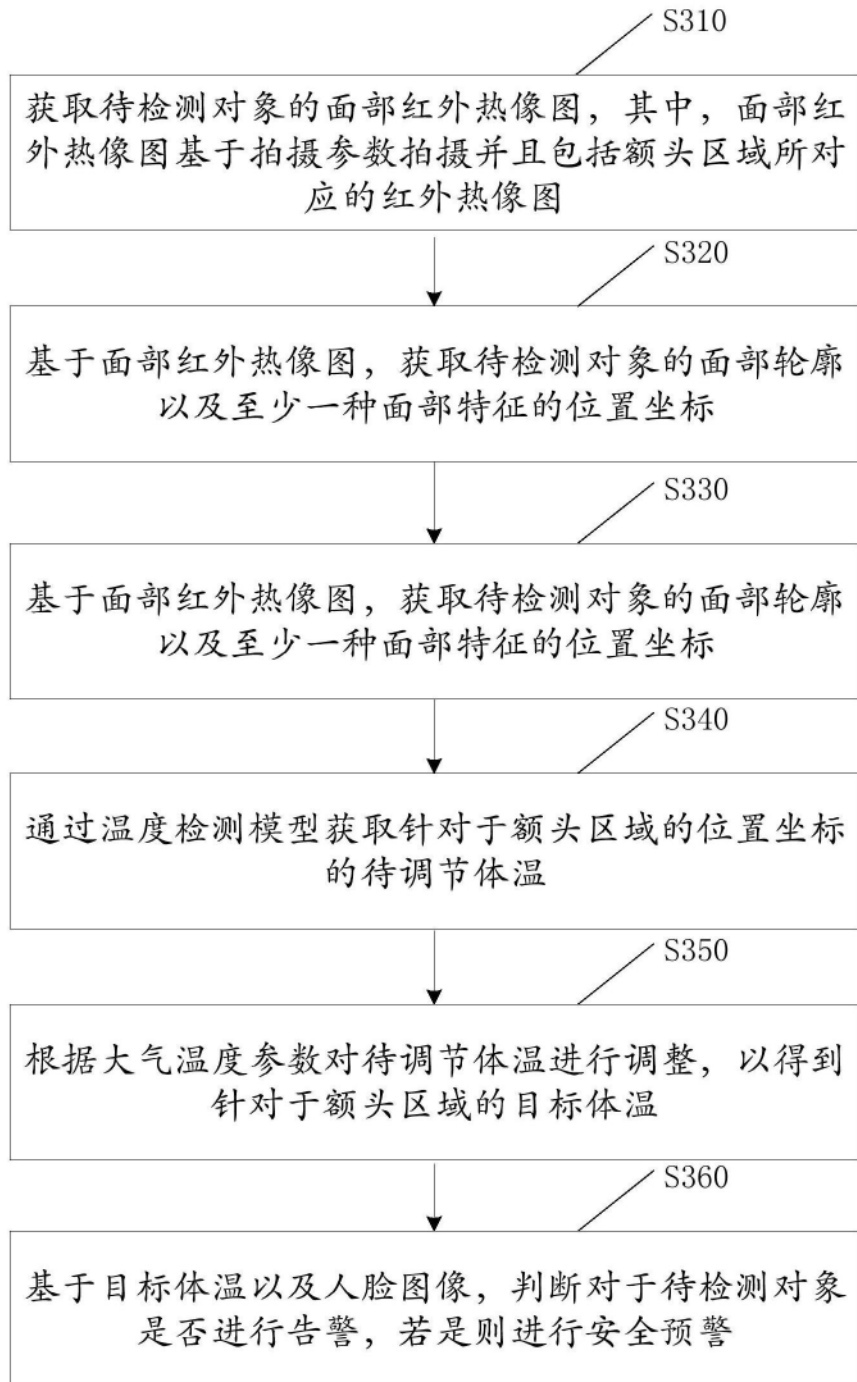 S310
获取待检测对象的面部红外热像图，其中，面部红
外热像图基于拍摄参数拍摄并且包括额头区域所对
应的红外热像图
S320
基于面部红外热像图，获取待检测对象的面部轮廓
以及至少一种面部特征的位置坐标
S330
基于面部红外热像图，获取待检测对象的面部轮廓
以及至少一种面部特征的位置坐标
S340
通过温度检测模型获取针对于额头区域的位置坐标
的待调节体温
S350
根据大气温度参数对待调节体温进行调整，以得到
针对于额头区域的目标体温
S360
基于目标体温以及人脸图像，判断对于待检测对象
是否进行告警，若是则进行安全预警